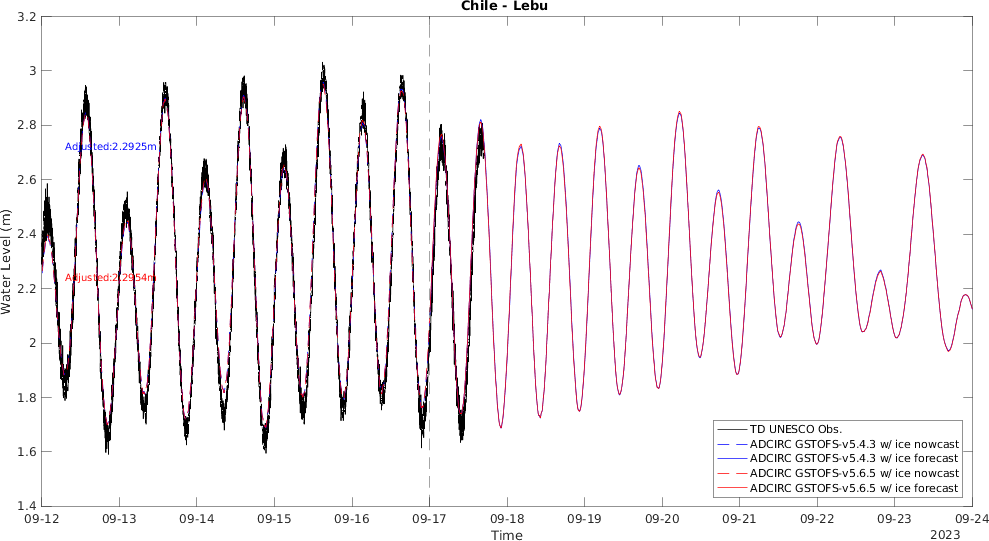 Chile - Lebu
3.2
3
2.8
2.6
2.4
2.2
2
1.8
1.6
1.4
Water Level (m)
Adjusted:2.2925m
Adjusted:2.2954m
TD UNESCO Obs.
ADCIRC GSTOFS-v5.4.3 w/ ice nowcast
ADCIRC GSTOFS-v5.4.3 w/ ice forecast
ADCIRC GSTOFS-v5.6.5 w/ ice nowcast
ADCIRC GSTOFS-v5.6.5 w/ ice forecast
09-12 09-13 09-14 09-15 09-16 09-17 09-18 09-19 09-20 09-21 09-22 09-23 09-24
Time
2023